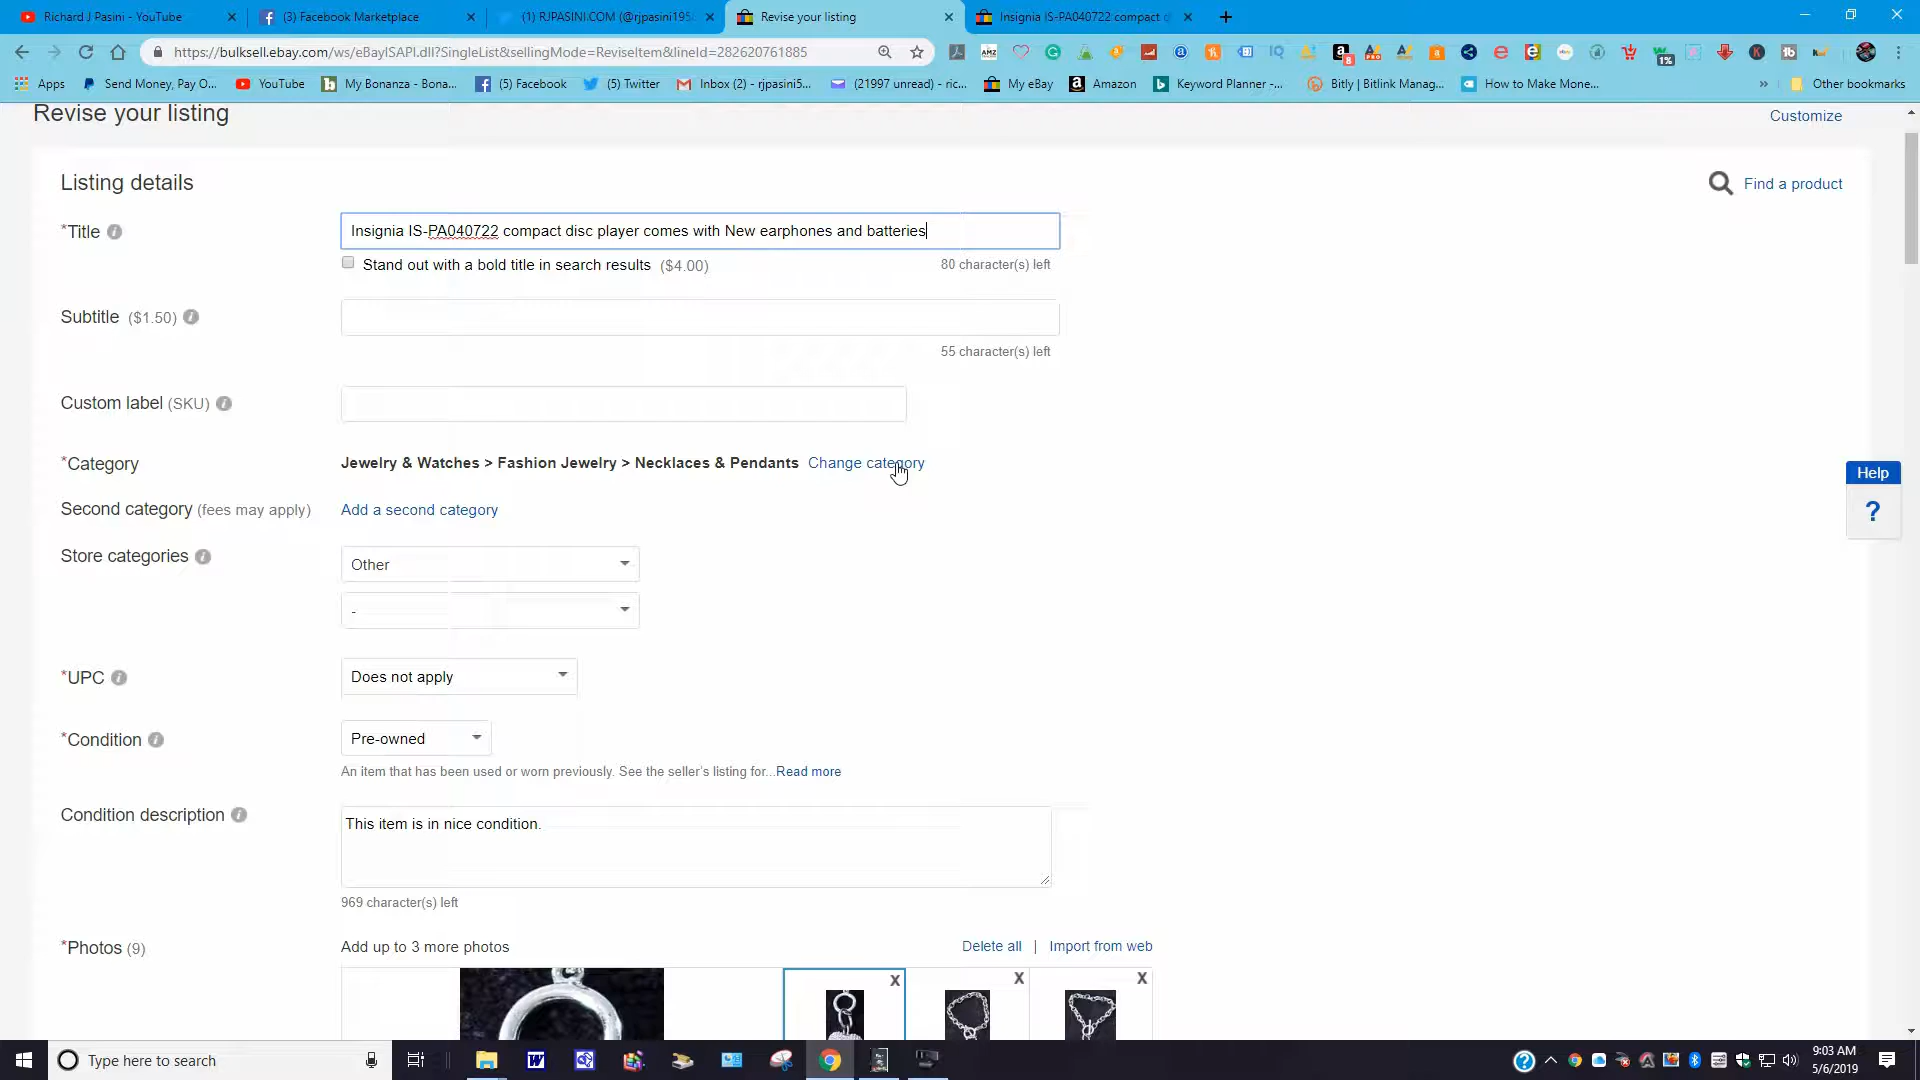 Richard J Pasini - YouTube
(3) Facebook Marketplace
(1) RJPASINI.COM (@rjpasini195
Revise your listing
Insignia IS-PA040722 compact d
https://bulksell.ebay.com/ws/eBayISAPI.dll?SingleList&sellingMode=ReviseItem&lineId=282620761885
Apps
Send Money, Pay O...
YouTube
My Bonanza - Bona...
(5) Facebook
(5) Twitter
Inbox (2) - rjpasini5...
(21997 unread) - ric...
My eBay
Amazon
Keyword Planner -...
Bitly | Bitlink Manag...
How to Make Mone...
»
Other bookmarks
Revise your listing
Customize
Listing details
Find a product
*Title
Insignia IS-PA040722 compact disc player comes with New earphones and batteries
Stand out with a bold title in search results ($4.00)
80 character(s) left
Subtitle ($1.50)
55 character(s) left
Custom label (SKU)
*Category
Jewelry & Watches > Fashion Jewelry > Necklaces & Pendants Change category
Help
?
Second category (fees may apply)
Add a second category
Store categories
Other
-
*UPC
Does not apply
*Condition
Pre-owned
An item that has been used or worn previously. See the seller's listing for...Read more
Condition description
This item is in nice condition.
969 character(s) left
*Photos (9)
Add up to 3 more photos
Delete all | Import from web
X
X
X
Type here to search
9:03 AM
5/6/2019